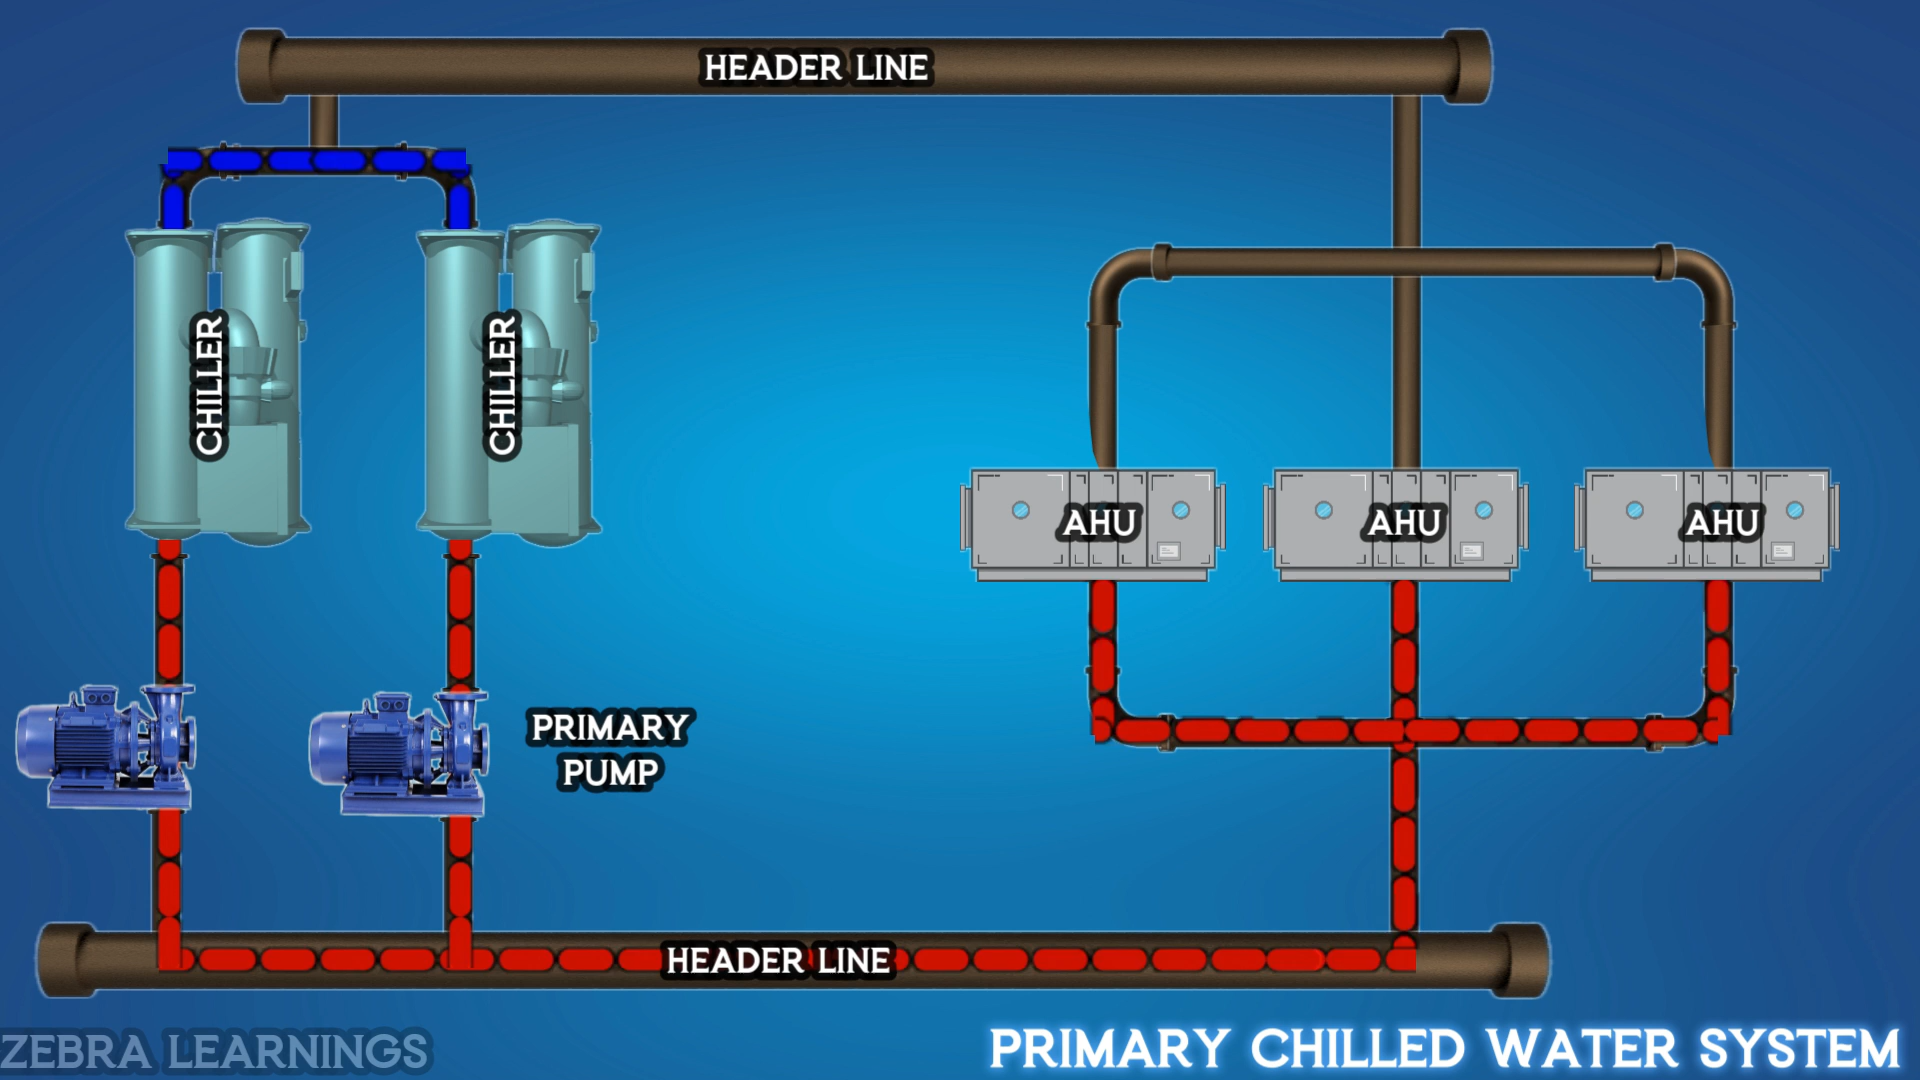 HEADER LINE
CHILLER
CHILLER
AHU
AHU
AHU
PRIMARY
PUMP
HEADER LINE
ZEBRA LEARNINGS
PRIMARY CHILLED WATER SYSTEM